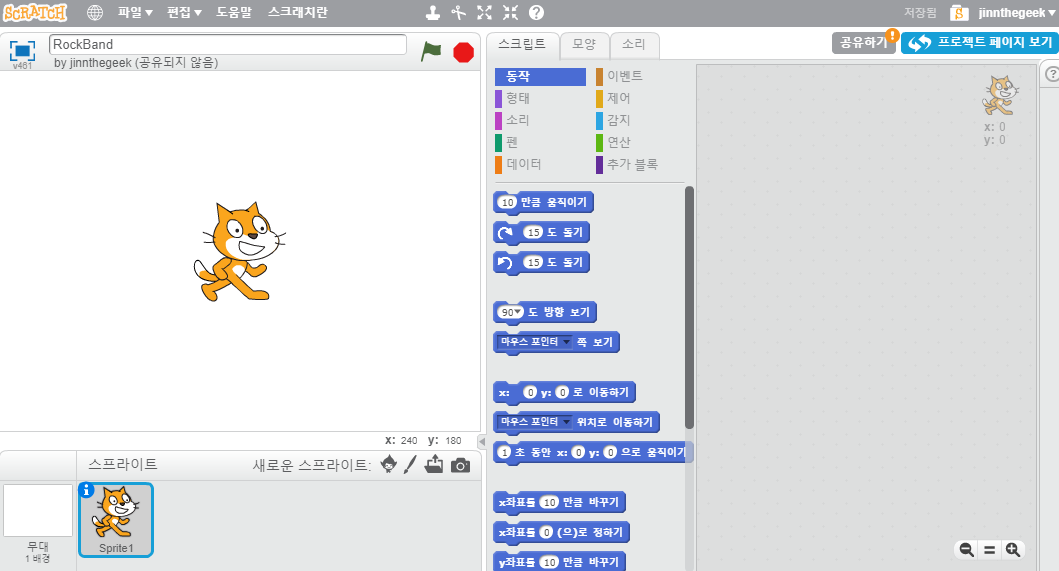 SCRATCH 파일▼ 편집▼ 도움말 스크래치란 저장됨 jinnthegeek▼
v461 RockBand
by jinnthegeek (공유되지 않음)
스크립트 모양 소리 공유하기 프로젝트 페이지 보기
동작 이벤트
형태 제어
소리 감지
펜 연산
데이터 추가 블록
x: 0
y: 0
10 만큼 움직이기
15 도 돌기
15 도 돌기
90▼ 도 방향 보기
마우스 포인터 쪽 보기
x: 0 y: 0 로 이동하기
마우스 포인터 위치로 이동하기
1 초 동안 x: 0 y: 0 으로 움직이기
x좌표를 10 만큼 바꾸기
x좌표를 0 (으)로 정하기
y좌표를 10 만큼 바꾸기
x: 240 y: 180
스프라이트 새로운 스프라이트:
무대
1 배경
Sprite1